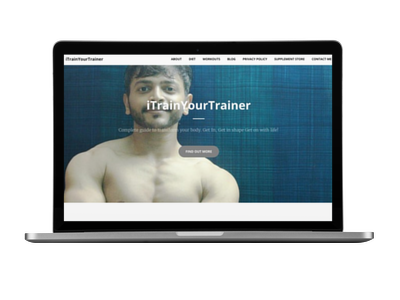 iTrainYourTrainer
ABOUT DIET WORKOUTS BLOG PRIVACY POLICY SUPPLEMENT STORE CONTACT ME
iTrainYourTrainer
Complete guide to transform your body. Get fit, Get in shape Get on with life!
FIND OUT MORE